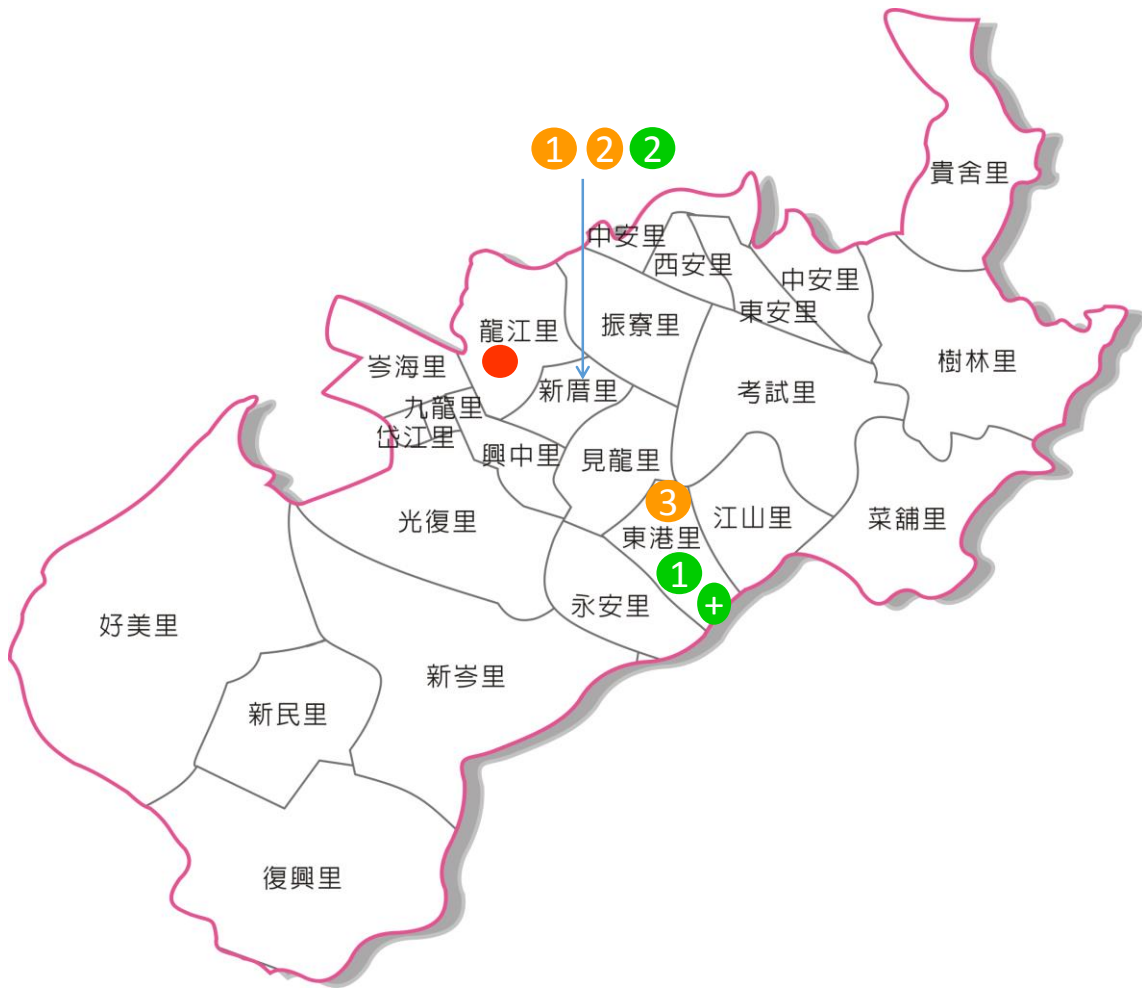 貴舍里
1 2 2
中安里
西安里
中安里
東安里
龍江里
振寮里
樹林里
岑海里
新厝里
考試里
九龍里
岱江里
興中里
見龍里
3
光復里
東港里
江山里
菜舖里
1
+
永安里
好美里
新岑里
新民里
復興里